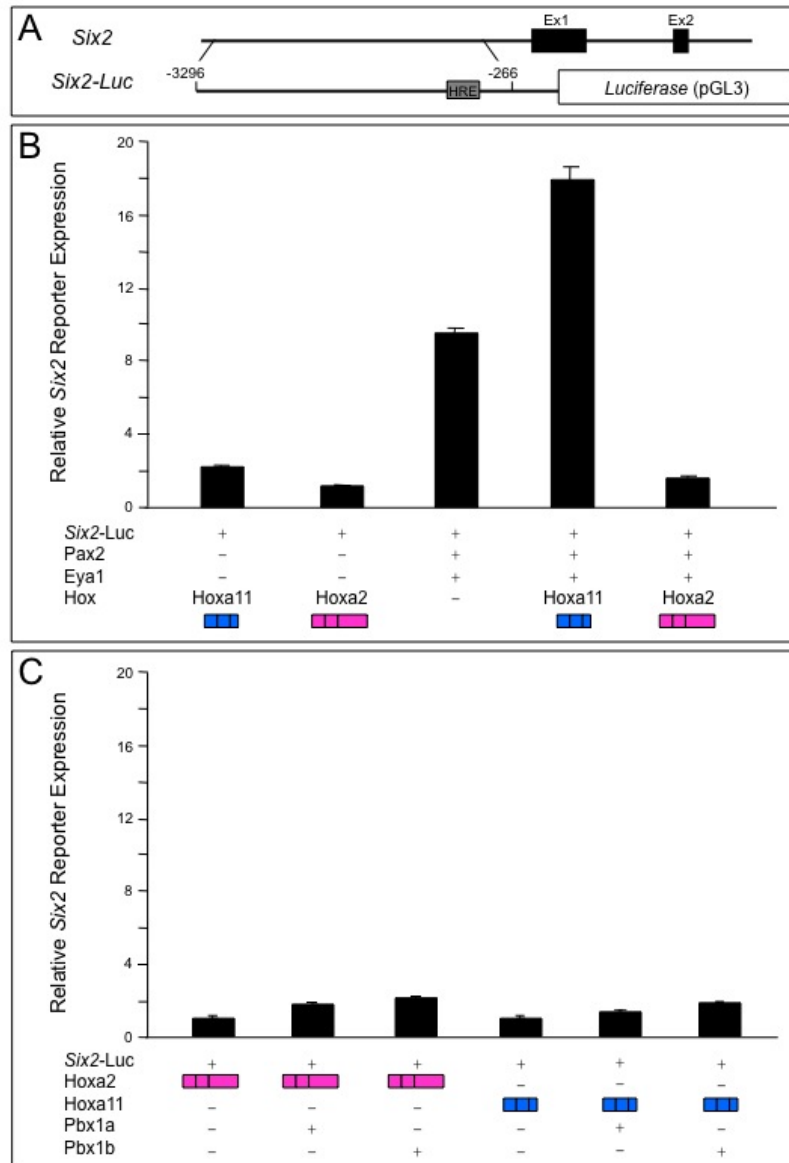 A
Six2
Ex1
Ex2
-3296
-266
Six2-Luc
HRE
Luciferase (pGL3)
B
Relative Six2 Reporter Expression
20
16
12
8
4
0
Six2-Luc + + + + +
Pax2 – – + + +
Eya1 – – + + +
Hox Hoxa11 Hoxa2 – Hoxa11 Hoxa2
C
Relative Six2 Reporter Expression
20
16
12
8
4
0
Six2-Luc + + + + + +
Hoxa2 – – –
Hoxa11 – – –
Pbx1a – + – – + –
Pbx1b – – + – – +